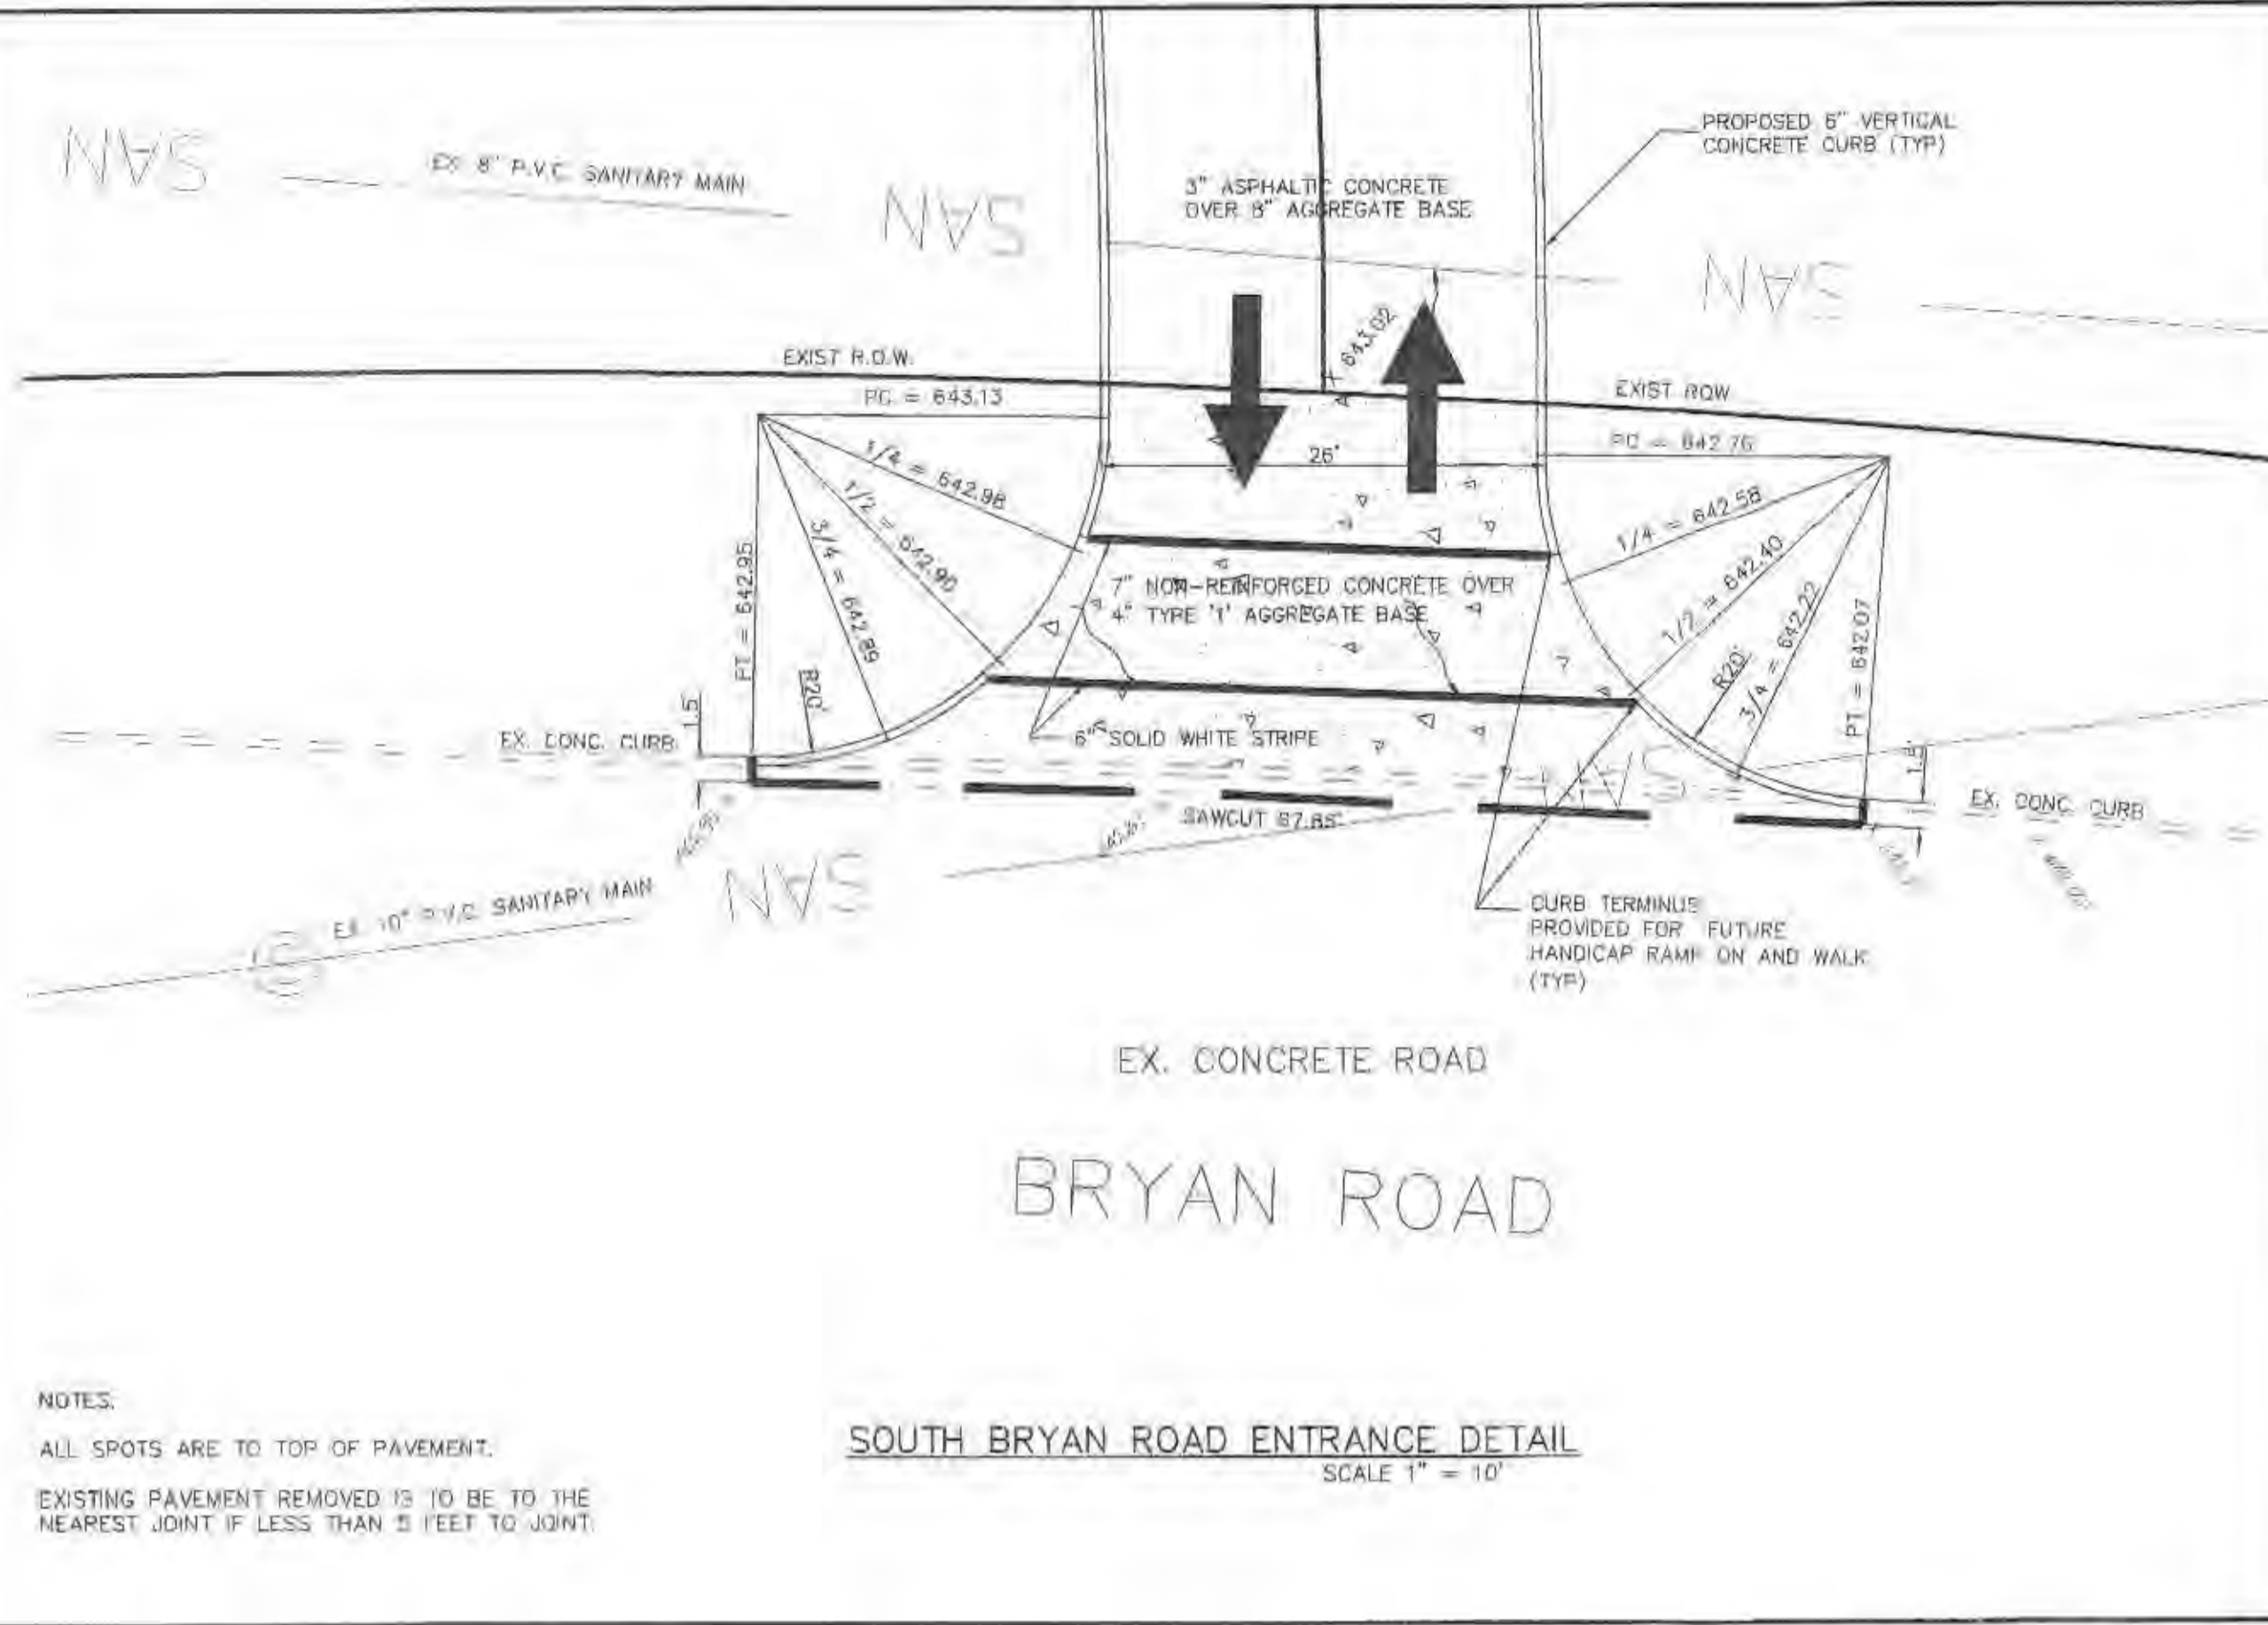 PROPOSED 6" VERTICAL
CONCRETE CURB (TYP)
SAN
EX 8" P.V.C. SANITARY MAIN
SAN
3" ASPHALTIC CONCRETE
OVER 8" AGGREGATE BASE
SAN
643.02
EXIST R.O.W.
EXIST ROW
PC = 643.13
PC = 642.76
1/4 = 642.98
26'
1/2 = 642.90
1/4 = 642.58
3/4 = 642.89
1/2 = 642.40
PT = 642.95
3/4 = 642.22
PT = 642.07
7" NON-REINFORCED CONCRETE OVER
4" TYPE '1' AGGREGATE BASE
R20'
R20'
1.5'
EX. CONC. CURB
6" SOLID WHITE STRIPE
SAN
1.5'
EX. CONC. CURB
SAWCUT 67.85'
SAN
EX 10" P.V.C. SANITARY MAIN
S
CURB TERMINUS
PROVIDED FOR FUTURE
HANDICAP RAMP ON AND WALK
(TYP)
EX. CONCRETE ROAD
BRYAN ROAD
NOTES:
ALL SPOTS ARE TO TOP OF PAVEMENT.
EXISTING PAVEMENT REMOVED IS TO BE TO THE
NEAREST JOINT IF LESS THAN 5 FEET TO JOINT.
SOUTH BRYAN ROAD ENTRANCE DETAIL
SCALE 1" = 10'